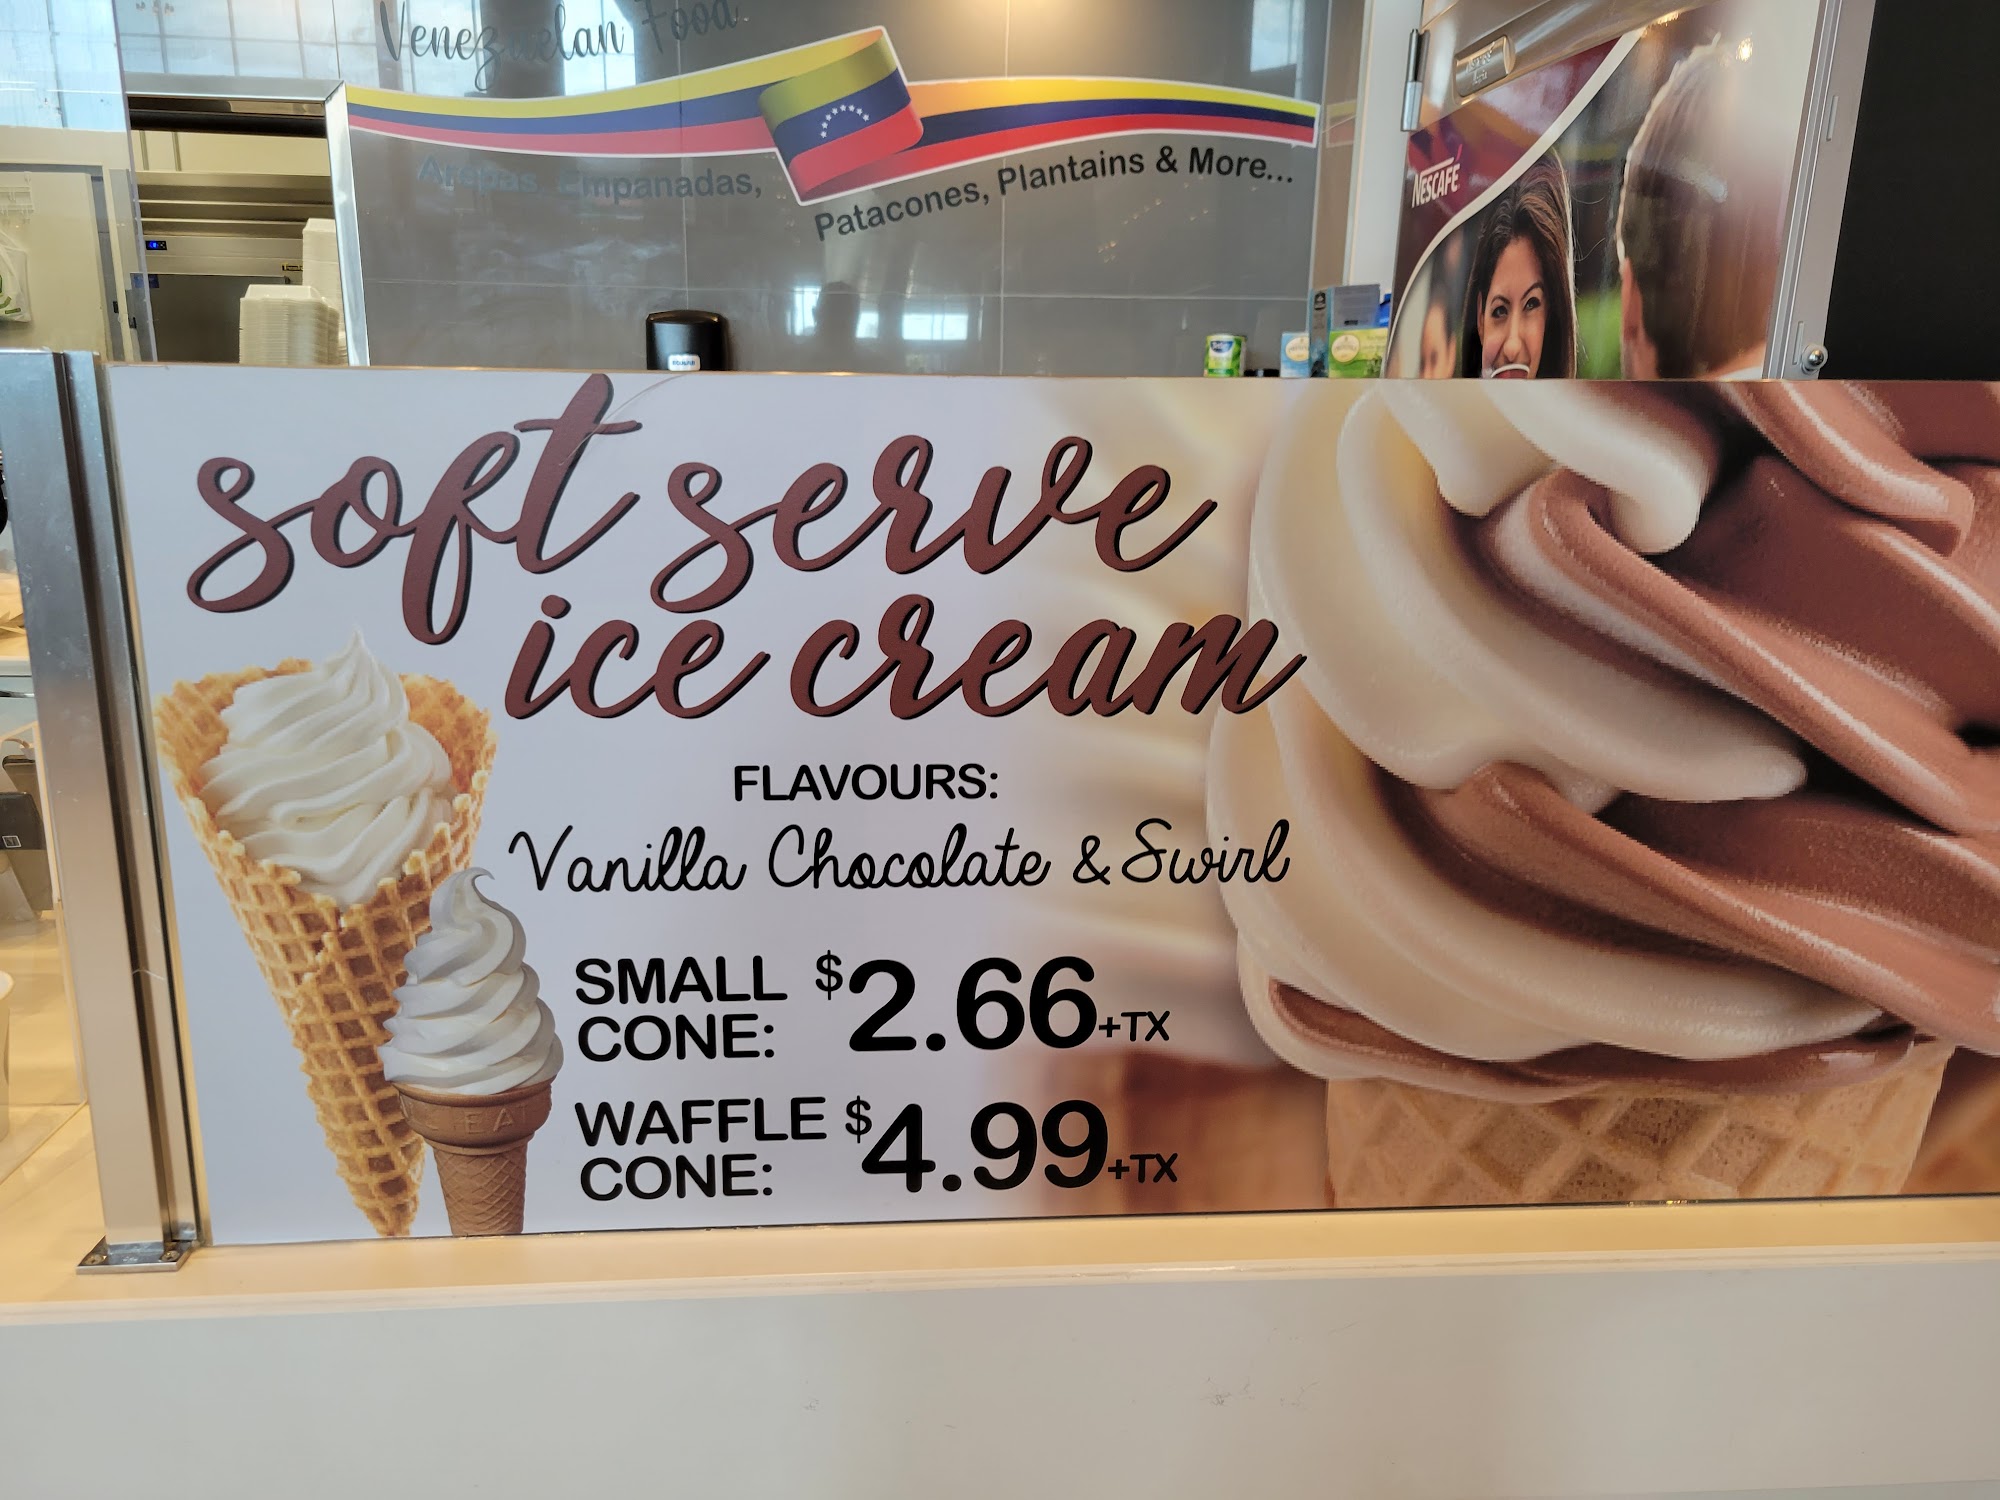 Venezuelan Food
Arepas, Empanadas,
Patacones, Plantains & More...
NESCAFÉ
soft serve
ice cream
FLAVOURS:
Vanilla Chocolate & Swirl
SMALL CONE: $2.66+TX
WAFFLE CONE: $4.99+TX